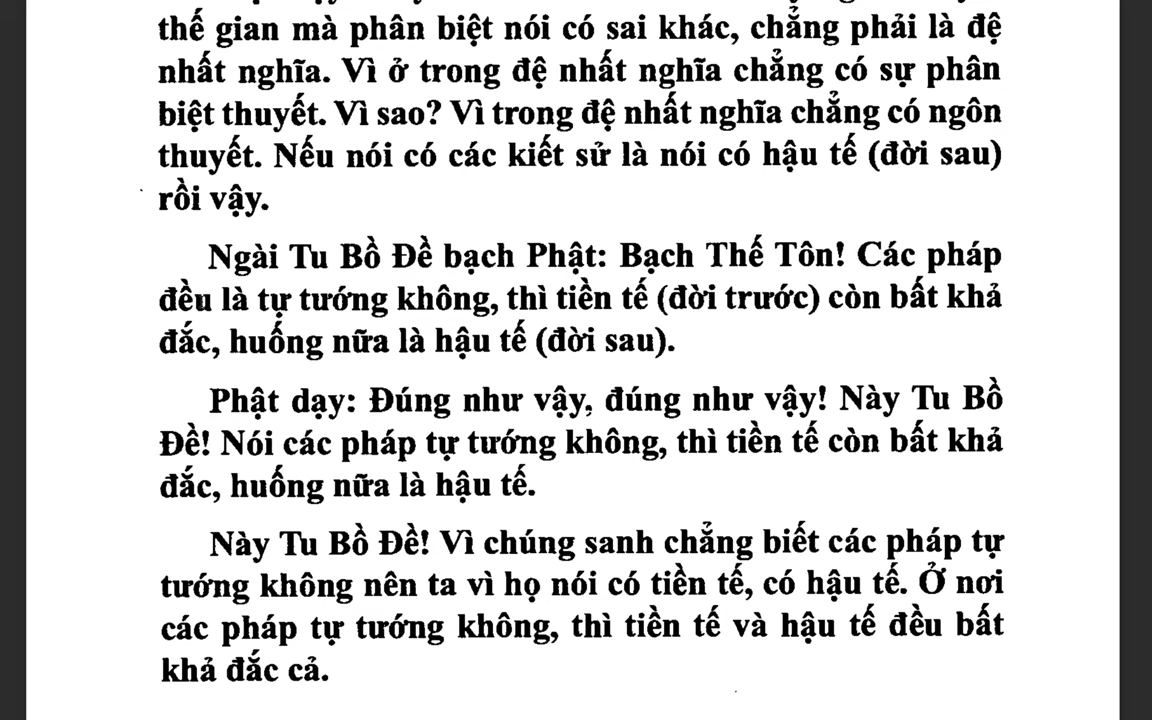 thế gian mà phân biệt nói có sai khác, chẳng phải là đệ
nhất nghĩa. Vì ở trong đệ nhất nghĩa chẳng có sự phân
biệt thuyết. Vì sao? Vì trong đệ nhất nghĩa chẳng có ngôn
thuyết. Nếu nói có các kiết sử là nói có hậu tế (đời sau)
rồi vậy.
Ngài Tu Bồ Đề bạch Phật: Bạch Thế Tôn! Các pháp
đều là tự tướng không, thì tiền tế (đời trước) còn bất khả
đắc, huống nữa là hậu tế (đời sau).
Phật dạy: Đúng như vậy, đúng như vậy! Này Tu Bồ
Đề! Nói các pháp tự tướng không, thì tiền tế còn bất khả
đắc, huống nữa là hậu tế.
Này Tu Bồ Đề! Vì chúng sanh chẳng biết các pháp tự
tướng không nên ta vì họ nói có tiền tế, có hậu tế. Ở nơi
các pháp tự tướng không, thì tiền tế và hậu tế đều bất
khả đắc cả.